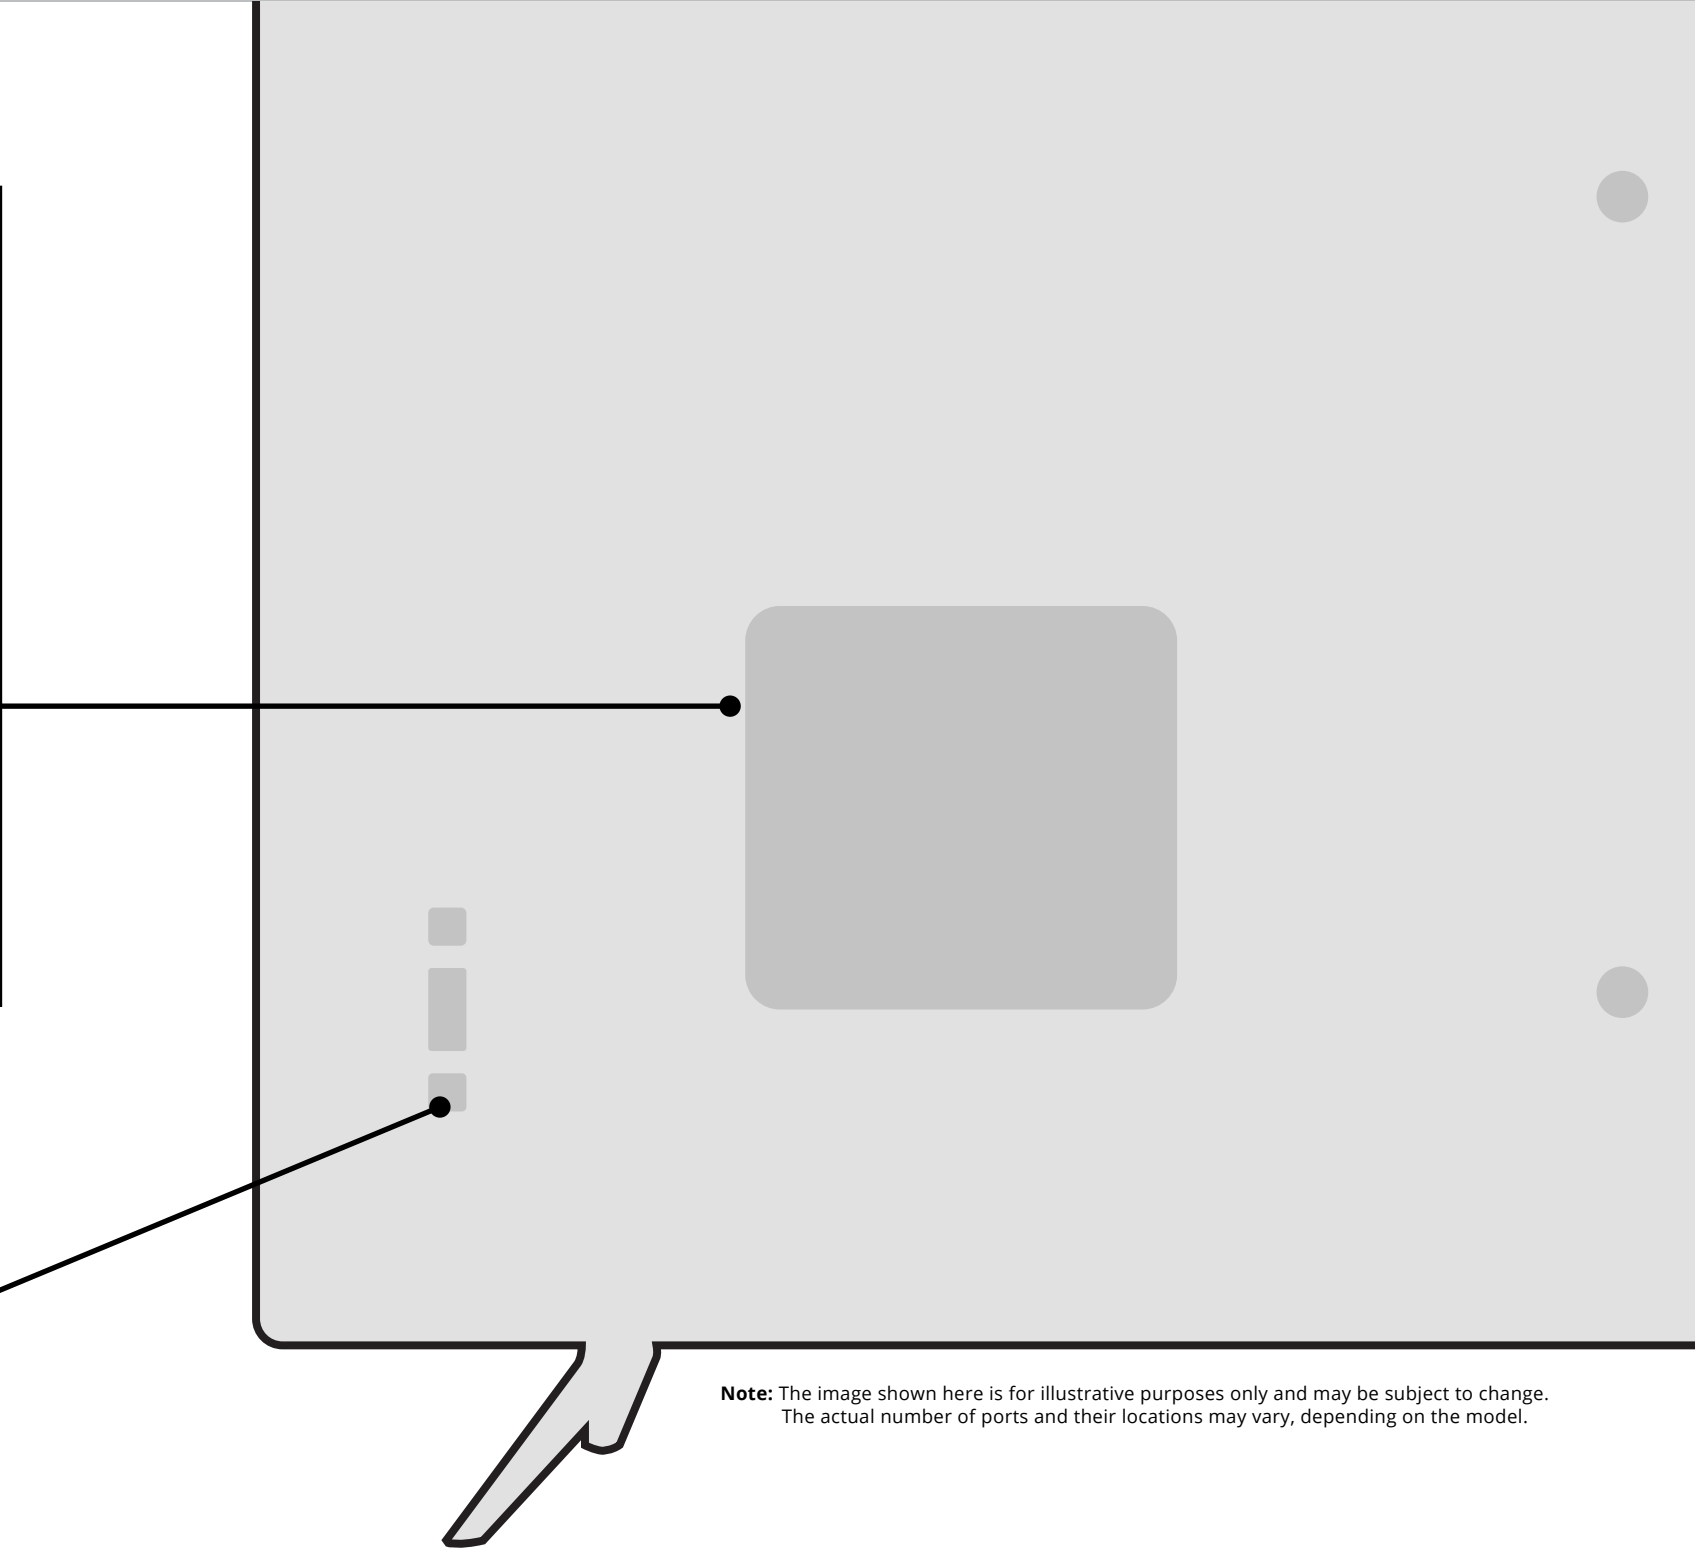 Note: The image shown here is for illustrative purposes only and may be subject to change.
The actual number of ports and their locations may vary, depending on the model.